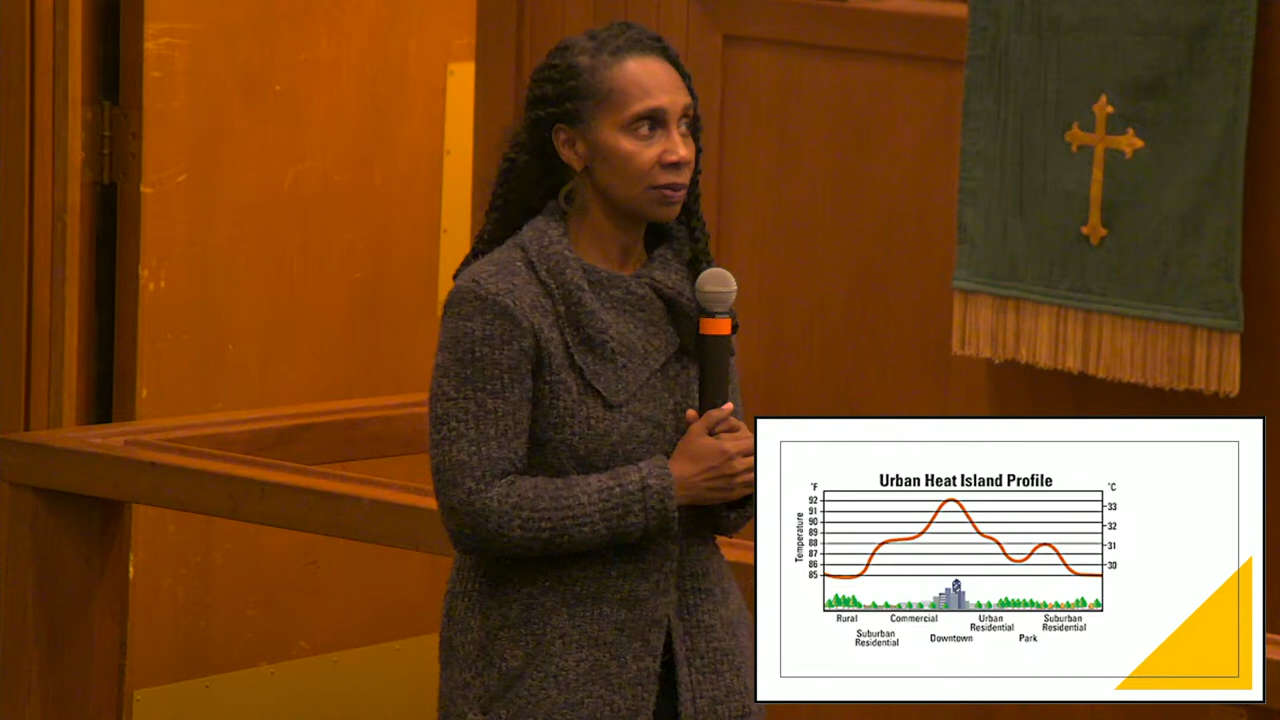 Urban Heat Island Profile
°F
°C
92
91
90
89
88
87
86
85
Temperature
33
32
31
30
Rural
Commercial
Urban
Residential
Suburban
Residential
Suburban
Residential
Downtown
Park